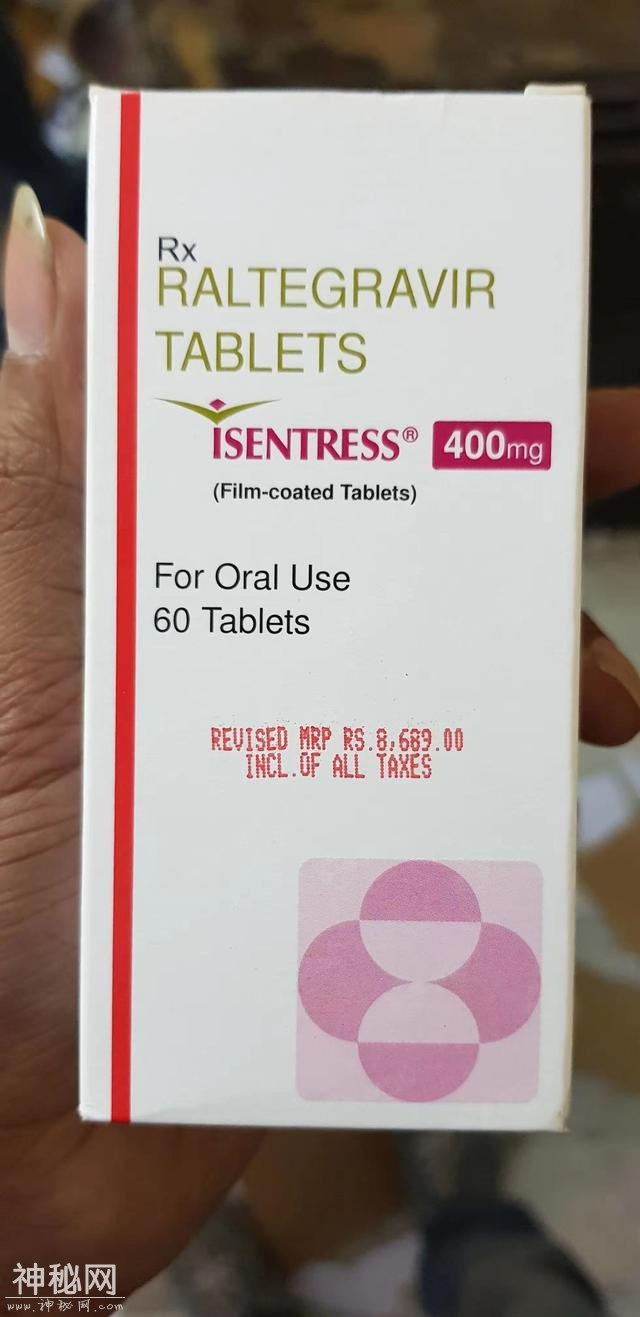 Rx
RALTEGRAVIR
TABLETS
ISENTRESS® 400mg
(Film-coated Tablets)
For Oral Use
60 Tablets
REVISED MRP RS.8,689.00
INCL.OF ALL TAXES
神秘网
www.神秘网.com